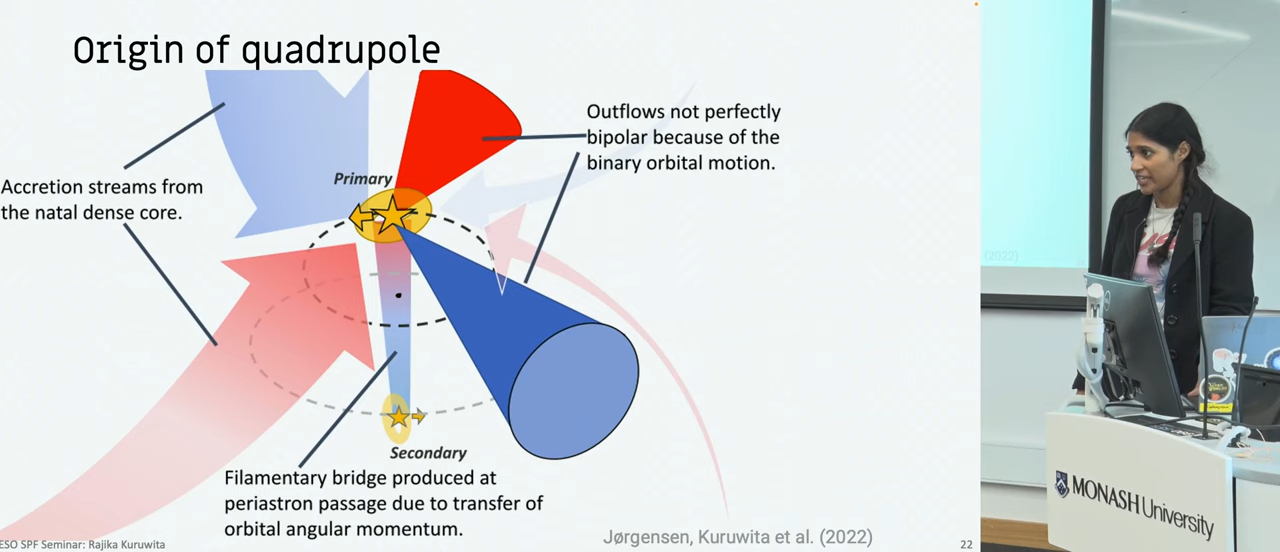 Origin of quadrupole
Accretion streams from
the natal dense core.
Primary
Outflows not perfectly
bipolar because of the
binary orbital motion.
Secondary
Filamentary bridge produced at
periastron passage due to transfer of
orbital angular momentum.
Jørgensen, Kuruwita et al. (2022)
ESO SPF Seminar: Rajika Kuruwita
22
(2022)
MONASH University